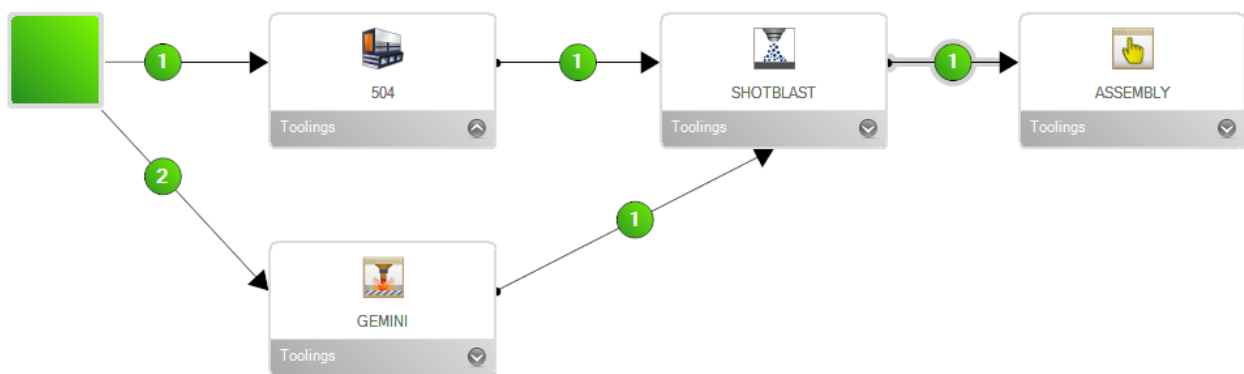 1
504
Toolings
1
SHOTBLAST
Toolings
1
ASSEMBLY
Toolings
2
GEMINI
Toolings
1